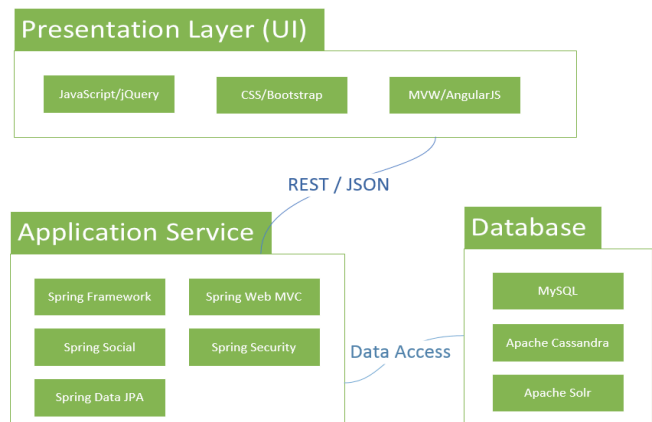 Presentation Layer (UI)
JavaScript/jQuery
CSS/Bootstrap
MVW/AngularJS
REST / JSON
Application Service
Spring Framework
Spring Web MVC
Spring Social
Spring Security
Spring Data JPA
Data Access
Database
MySQL
Apache Cassandra
Apache Solr